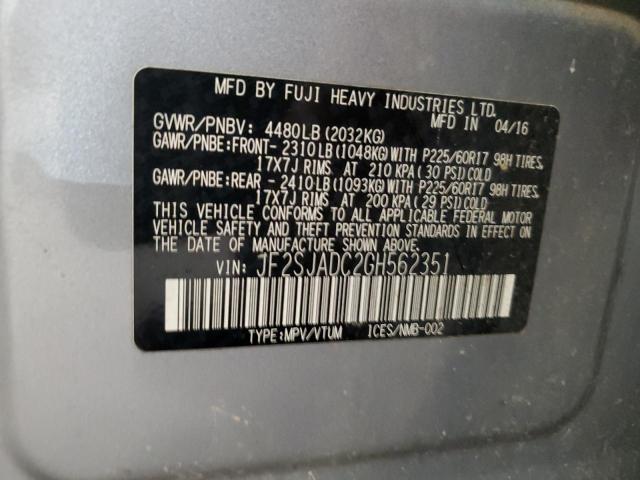 MFD BY FUJI HEAVY INDUSTRIES LTD.
MFD IN 04/16
GVWR/PNBV: 4480LB(2032KG)
GAWR/PNBE:FRONT- 2310LB(1048KG)WITH P225/60R17 98H TIRES,
17X7J RIMS AT 210 KPA(30 PSI)COLD
GAWR/PNBE:REAR - 2410LB(1093KG)WITH P225/60R17 98H TIRES,
17X7J RIMS AT 200 KPA(29 PSI)COLD
THIS VEHICLE CONFORMS TO ALL APPLICABLE FEDERAL MOTOR
VEHICLE SAFETY AND THEFT PREVENTION STANDARDS IN EFFECT ON
THE DATE OF MANUFACTURE SHOWN ABOVE.
VIN: JF2SJADC2GH562351
TYPE:MPV/VTUM ICES/NMB-002